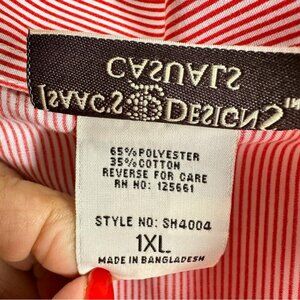 ISAAC'S DESIGNS™
CASUALS
65% POLYESTER
35% COTTON
REVERSE FOR CARE
RN NO: 125661
STYLE NO: SH4004
1XL
MADE IN BANGLADESH